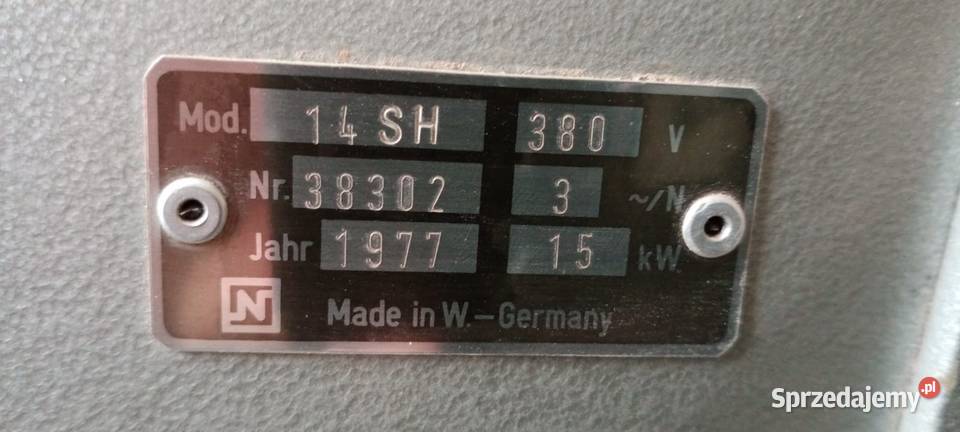 Mod. 14 SH 380 V
Nr. 38302 3 ~/N
Jahr 1977 15 kW
N Made in W.-Germany
Sprzedajemy.pl